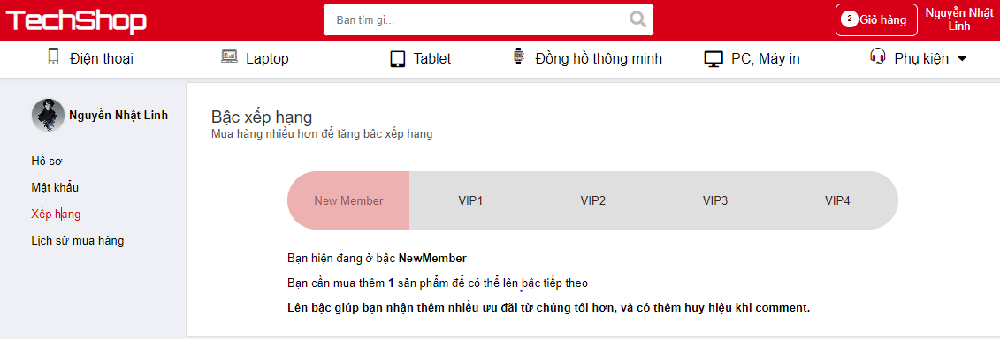 TechShop
Bạn tìm gì...
2 Giỏ hàng
Nguyễn Nhật
Linh
Điện thoại
Laptop
Tablet
Đồng hồ thông minh
PC, Máy in
Phụ kiện
Nguyễn Nhật Linh
Hồ sơ
Mật khẩu
Xếp hạng
Lịch sử mua hàng
Bậc xếp hạng
Mua hàng nhiều hơn để tăng bậc xếp hạng
New Member
VIP1
VIP2
VIP3
VIP4
Bạn hiện đang ở bậc NewMember
Bạn cần mua thêm 1 sản phẩm để có thể lên bậc tiếp theo
Lên bậc giúp bạn nhận thêm nhiều ưu đãi từ chúng tôi hơn, và có thêm huy hiệu khi comment.